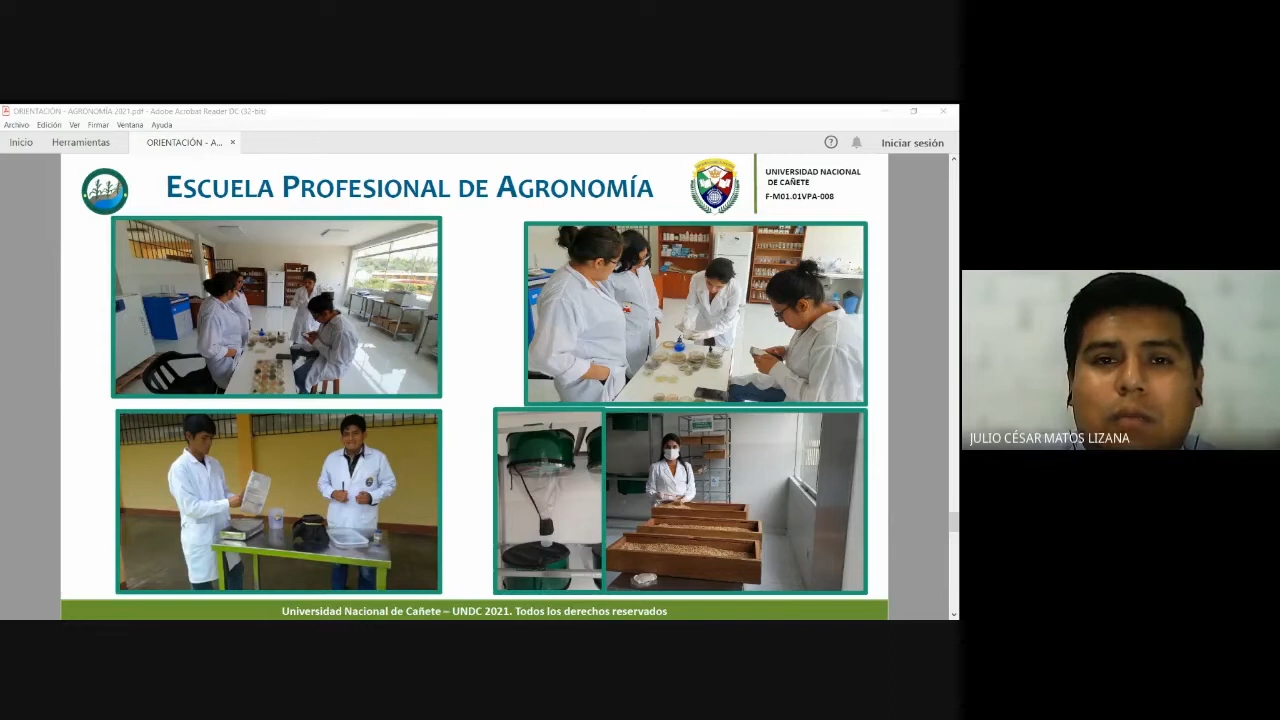 ORIENTACIÓN - AGRONOMÍA 2021.pdf - Adobe Acrobat Reader DC (32-bit)
Archivo Edición Ver Firmar Ventana Ayuda
Inicio Herramientas ORIENTACIÓN - A... × Iniciar sesión
ESCUELA PROFESIONAL DE AGRONOMÍA
UNIVERSIDAD NACIONAL
DE CAÑETE
F-M01.01VPA-008
JULIO CÉSAR MATOS LIZANA
Universidad Nacional de Cañete – UNDC 2021. Todos los derechos reservados